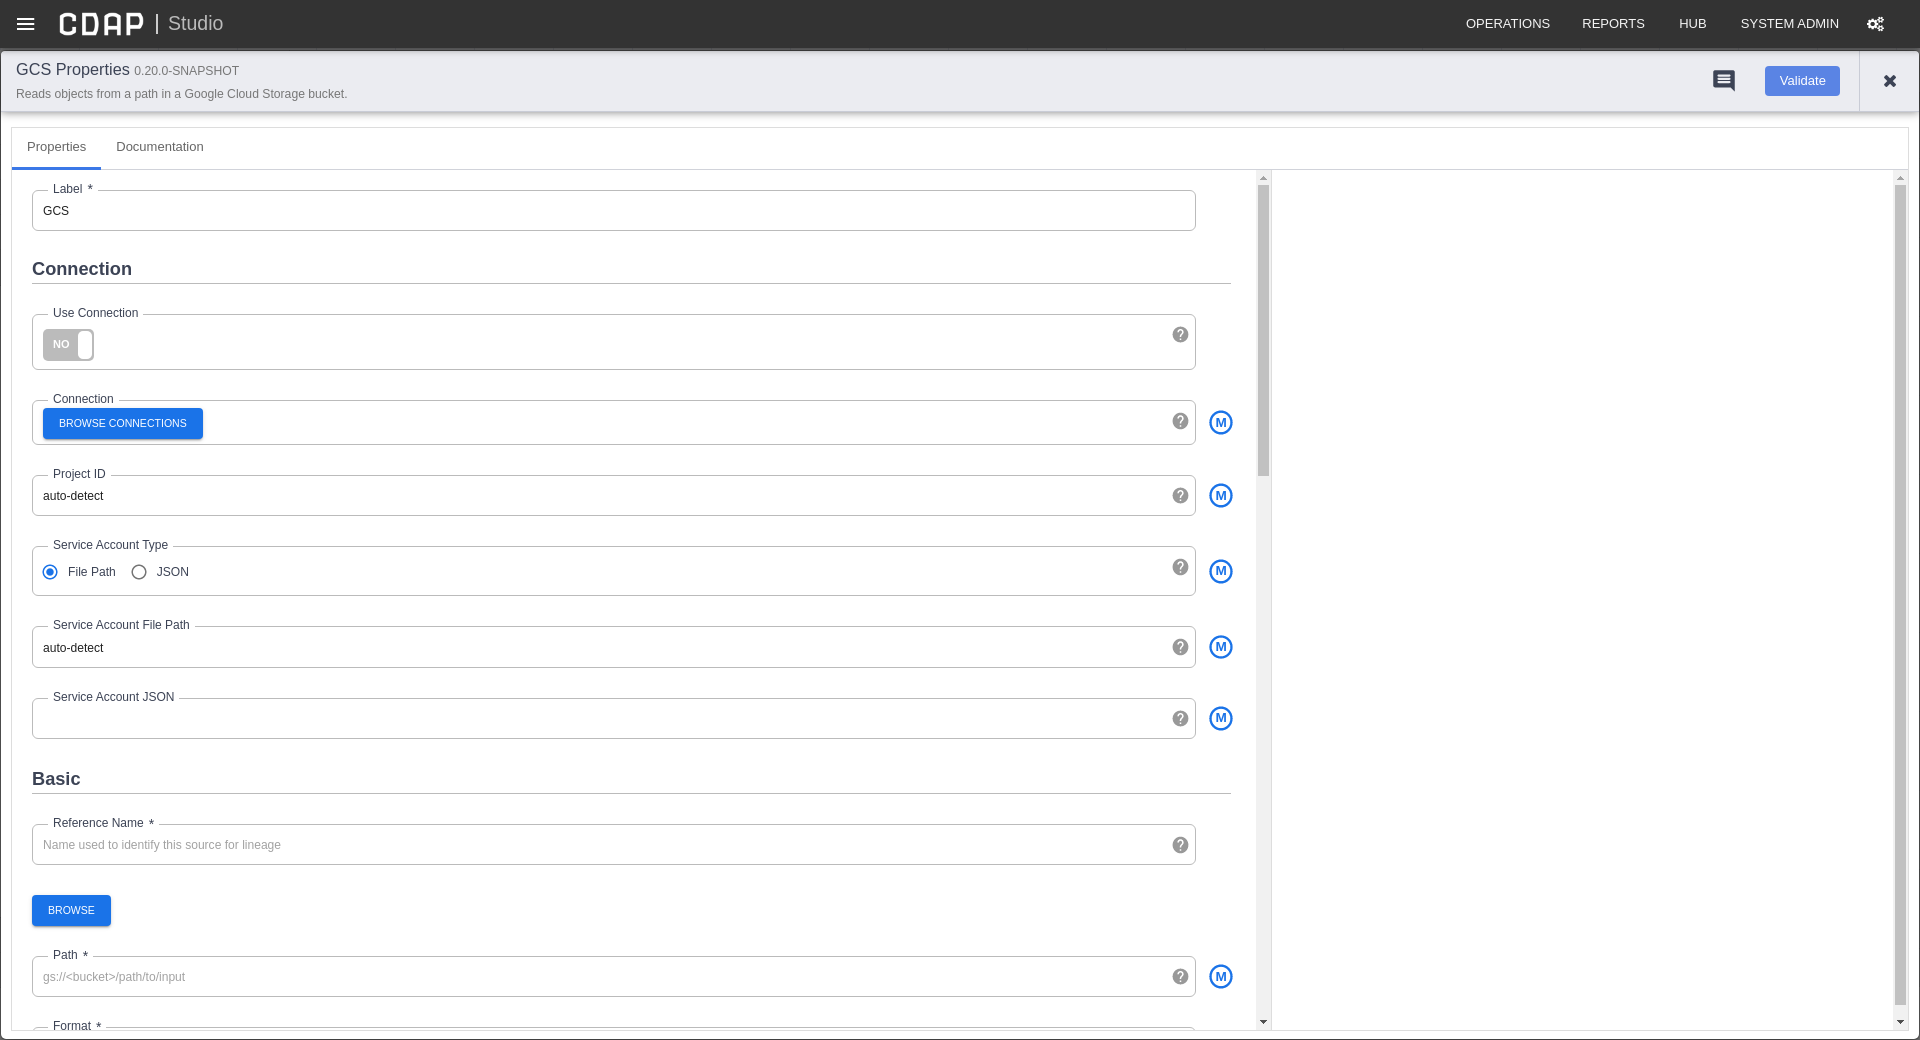 CDAP | Studio
OPERATIONS REPORTS HUB SYSTEM ADMIN
GCS Properties 0.20.0-SNAPSHOT
Reads objects from a path in a Google Cloud Storage bucket.
Validate
Properties Documentation
Label *
GCS
Connection
Use Connection
NO
?
Connection
BROWSE CONNECTIONS
? M
Project ID
auto-detect
? M
Service Account Type
File Path JSON
? M
Service Account File Path
auto-detect
? M
Service Account JSON
? M
Basic
Reference Name *
Name used to identify this source for lineage
?
BROWSE
Path *
gs://<bucket>/path/to/input
? M
Format *